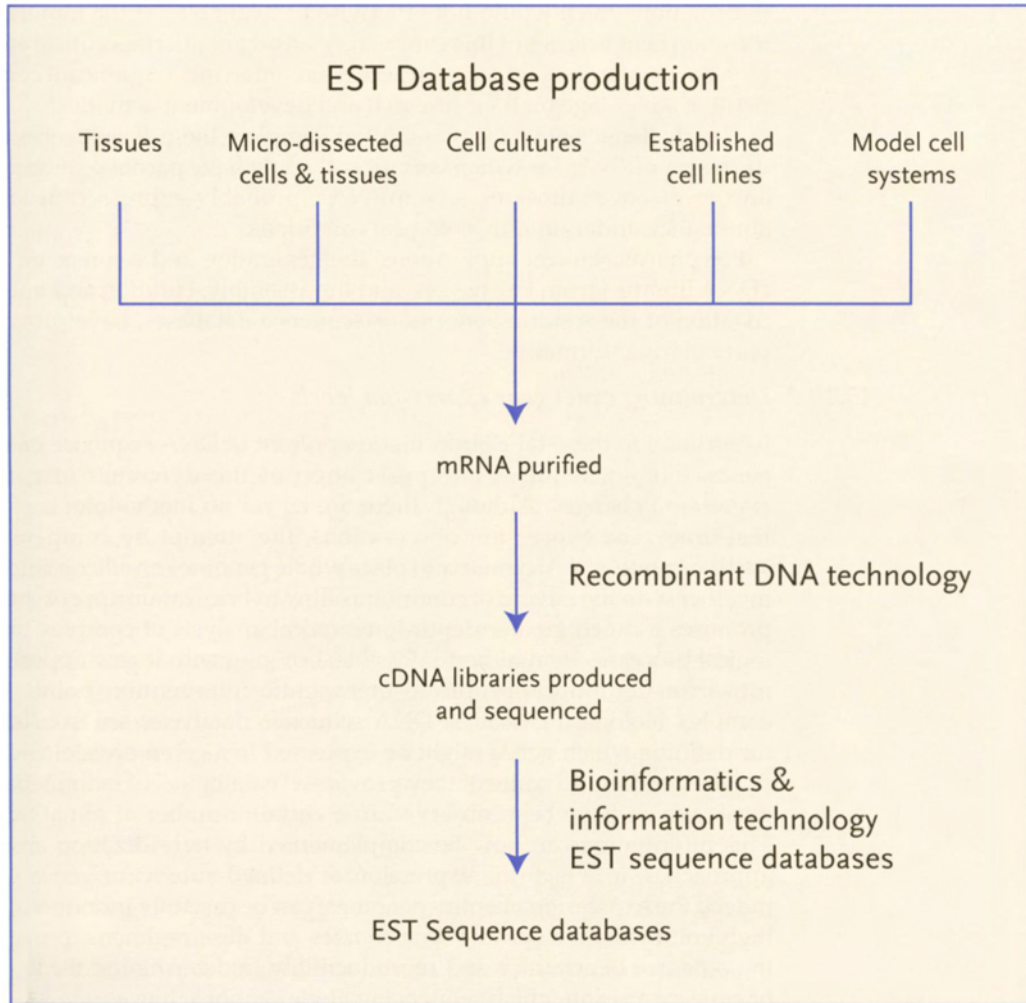 EST Database production
Tissues
Micro-dissected
cells & tissues
Cell cultures
Established
cell lines
Model cell
systems
mRNA purified
Recombinant DNA technology
cDNA libraries produced
and sequenced
Bioinformatics &
information technology
EST sequence databases
EST Sequence databases